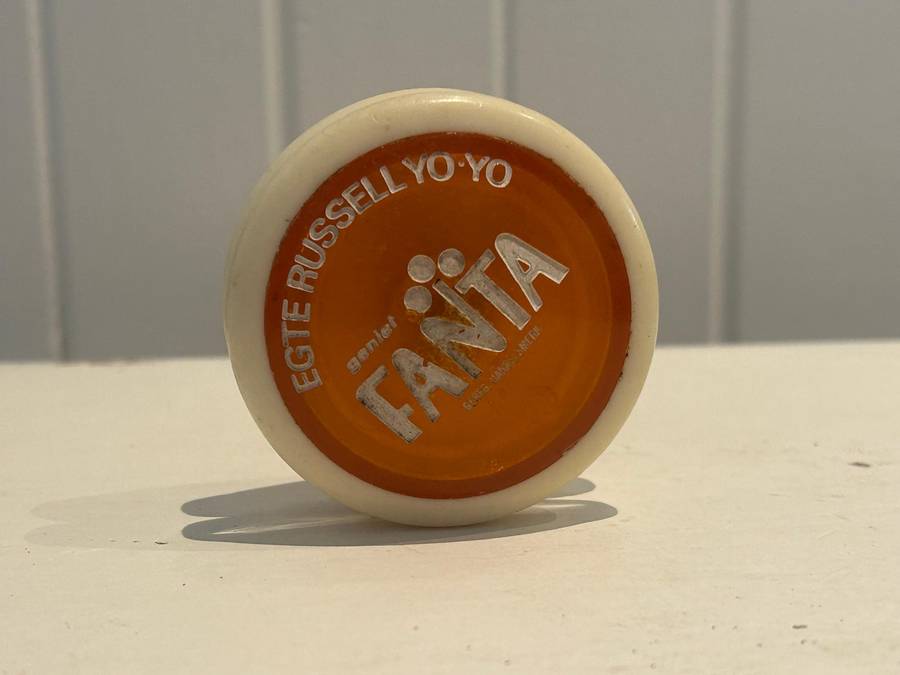 EGTE RUSSELL YO-YO
geniet
FANTA